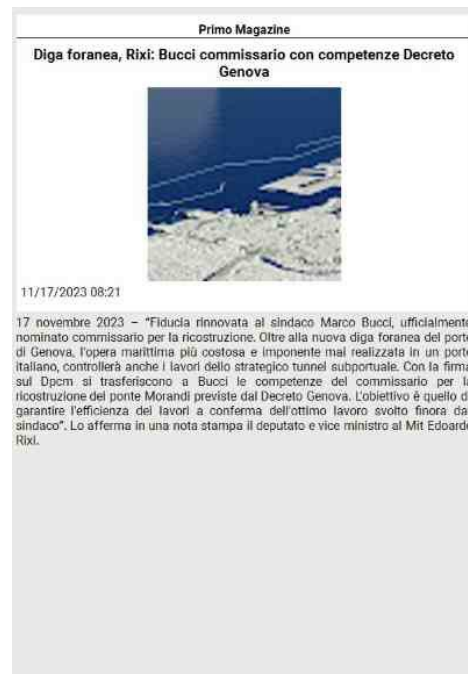 Primo Magazine
Diga foranea, Rixi: Bucci commissario con competenze Decreto
Genova
11/17/2023 08:21
17 novembre 2023 – “Fiducia rinnovata al sindaco Marco Bucci, ufficialmente
nominato commissario per la ricostruzione. Oltre alla nuova diga foranea del porto
di Genova, l'opera marittima più costosa e imponente mai realizzata in un porto
italiano, controllerà anche i lavori dello strategico tunnel subportuale. Con la firma
sul Dpcm si trasferiscono a Bucci le competenze del commissario per la
ricostruzione del ponte Morandi previste dal Decreto Genova. L'obiettivo è quello di
garantire l'efficienza dei lavori a conferma dell'ottimo lavoro svolto finora dal
sindaco”. Lo afferma in una nota stampa il deputato e vice ministro al Mit Edoardo
Rixi.